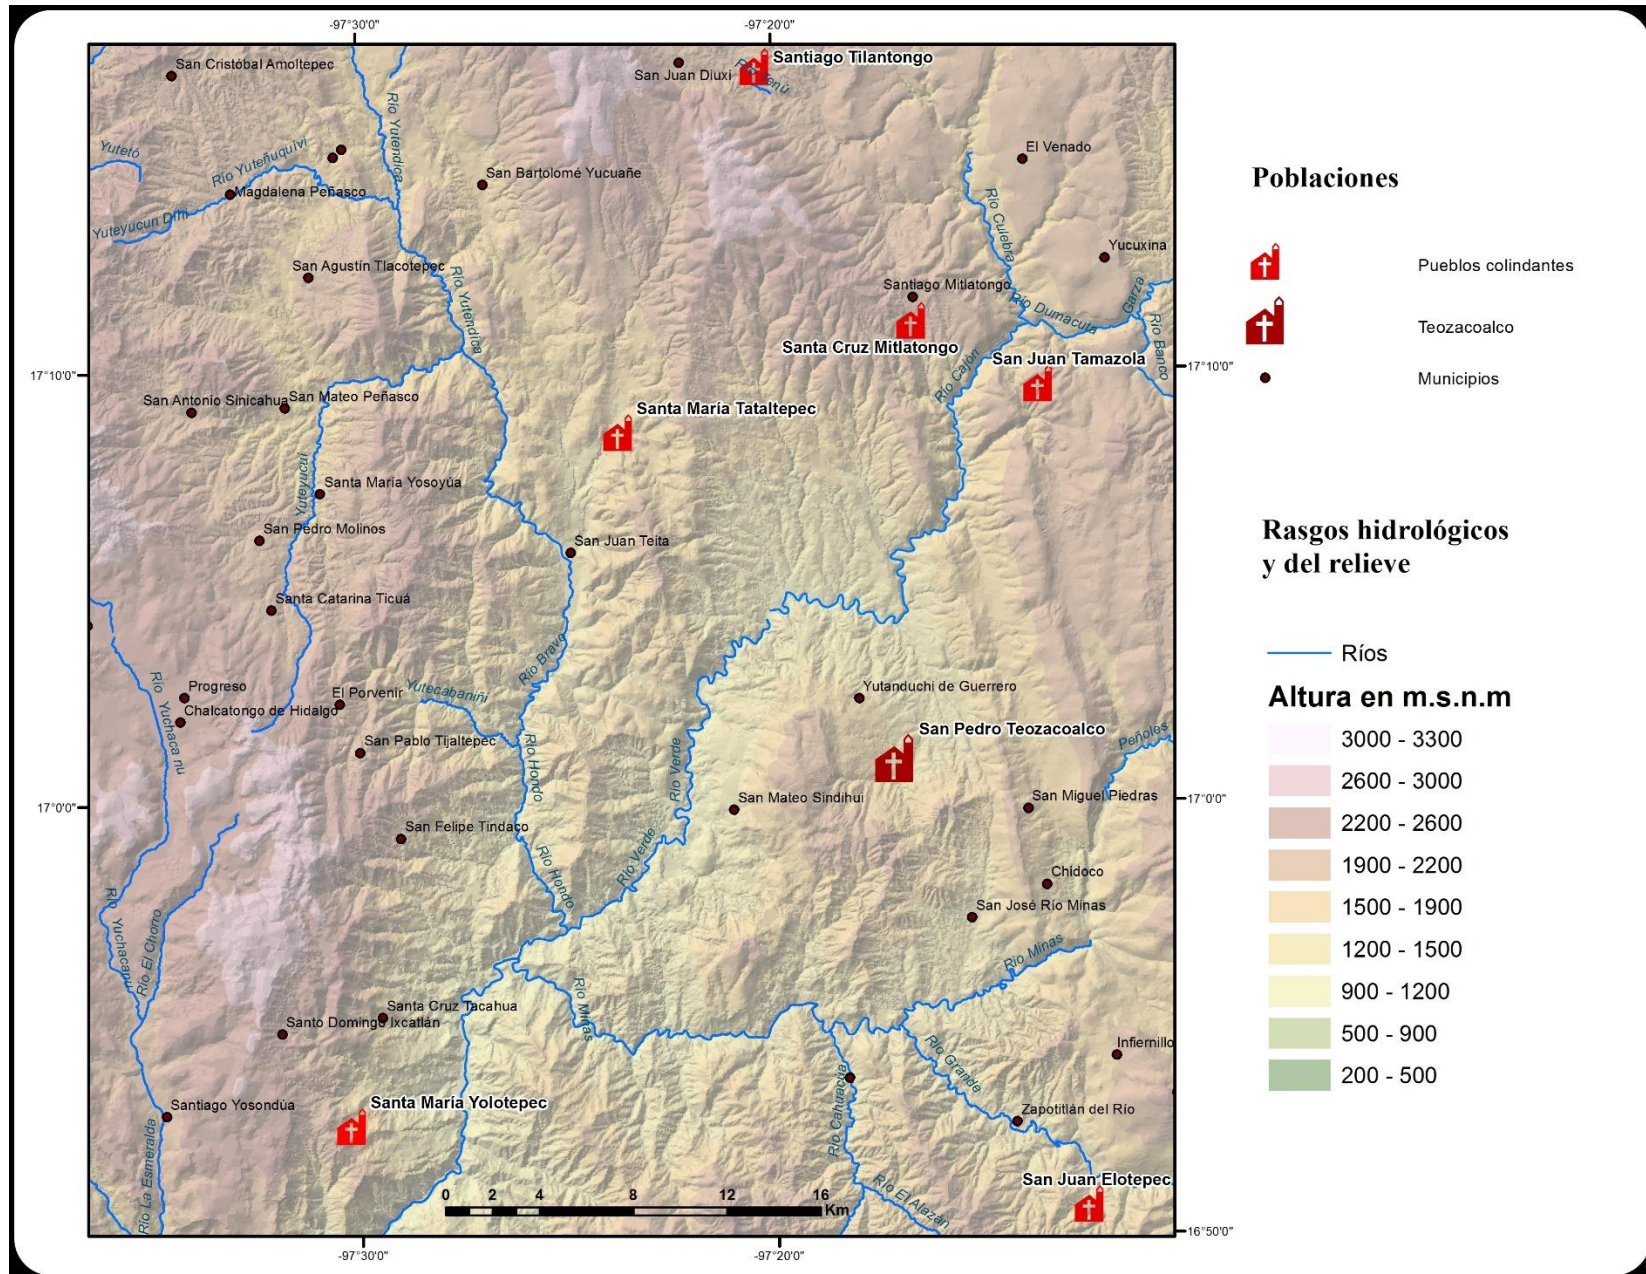 -97°30'0"
-97°20'0"
Santiago Tilantongo
San Cristóbal Amoltepec
San Juan Diuxi
Río Yutendica
El Venado
Yutetó
Río Yuteñuquivi
San Bartolomé Yucuañe
Magdalena Peñasco
Río Culebra
Yuteyucun Dihi
Yucuxina
San Agustín Tlacotepec
Río Yutendica
Santiago Mitlatongo
Garza
Río Dumacuta
Río Banco
Santa Cruz Mitlatongo
San Juan Tamazola
17°10'0"
17°10'0"
Río Cajón
San Antonio Sinicahua
San Mateo Peñasco
Santa María Tataltepec
Yuteyucuí
Santa María Yosoyúa
San Pedro Molinos
San Juan Teita
Santa Catarina Ticuá
Río Bravo
Río Yuchaca nu
Progreso
Chalcatongo de Hidalgo
El Porvenir
Yutecabaniñí
Yutanduchi de Guerrero
San Pedro Teozacoalco
San Pablo Tijaltepec
Río Hondo
Río Verde
Peñoles
San Mateo Sindihui
San Miguel Piedras
17°0'0"
17°0'0"
San Felipe Tindaco
Río Hondo
Río Verde
Chidoco
San José Río Minas
Río Yuchacanu
Río El Chorro
Río Minas
Río Minas
Santa Cruz Tacahua
Santo Domingo Ixcatlán
Río Grande
Infiernillo
Río Cahuacúa
Santiago Yosondúa
Santa María Yolotepec
Zapotitlán del Río
Río La Esmeralda
San Juan Elotepec
Río El Alazán
0 2 4 8 12 16
Km
16°50'0"
-97°30'0"
-97°20'0"
Poblaciones
Pueblos colindantes
Teozacoalco
Municipios
Rasgos hidrológicos
y del relieve
Ríos
Altura en m.s.n.m
3000 - 3300
2600 - 3000
2200 - 2600
1900 - 2200
1500 - 1900
1200 - 1500
900 - 1200
500 - 900
200 - 500